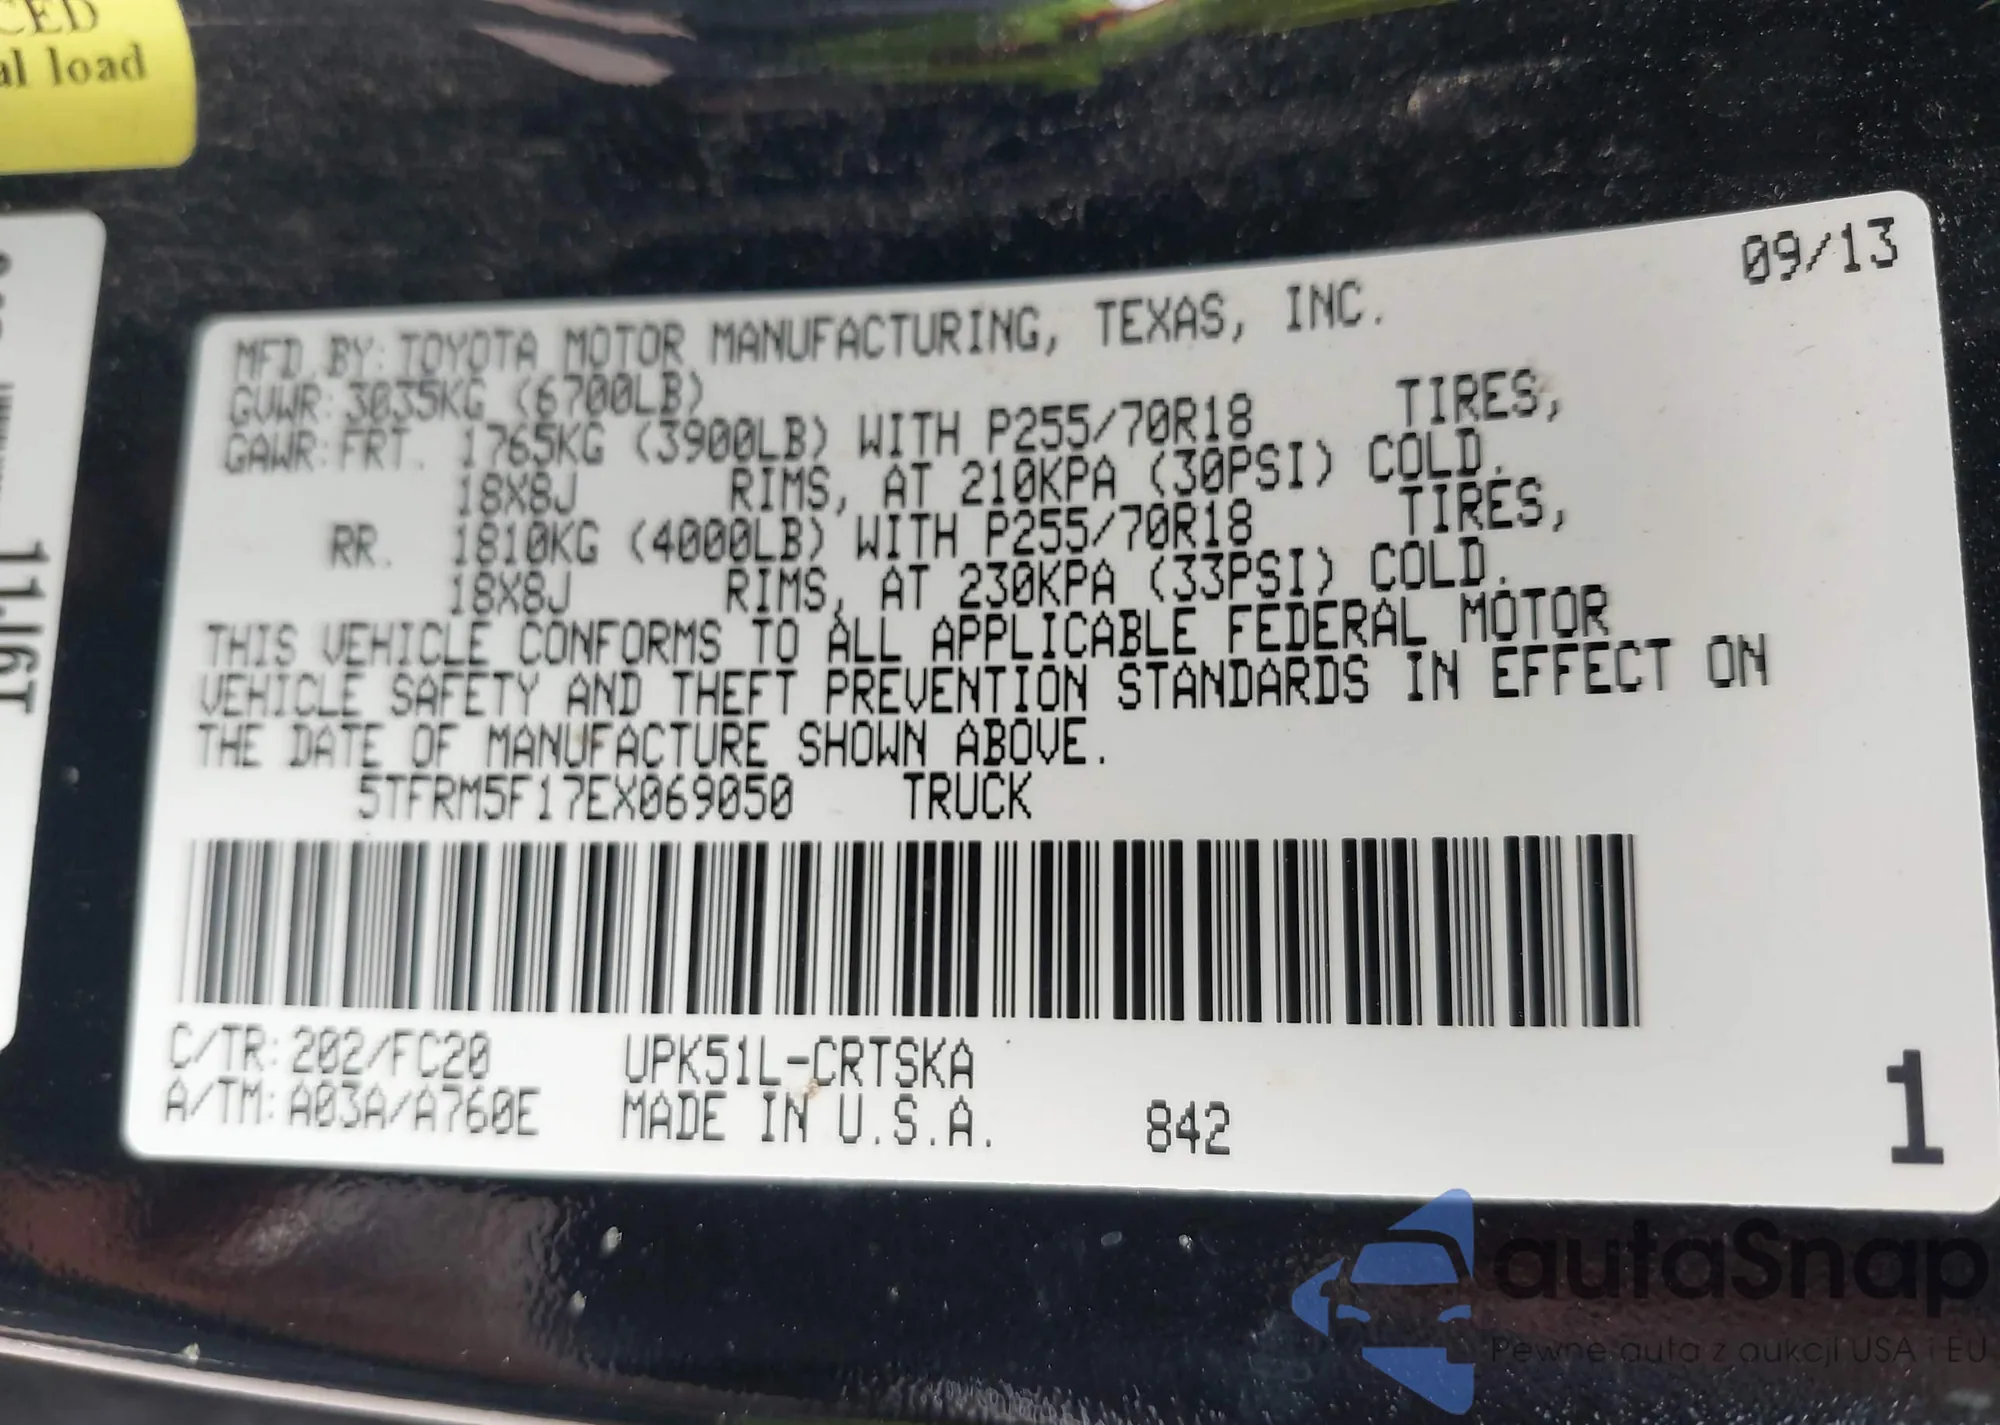 CED
al load
11J6T
09/13
MFD.BY: TOYOTA MOTOR MANUFACTURING, TEXAS, INC.
GVWR: 3035KG (6700LB)
GAWR: FRT. 1765KG (3900LB) WITH P255/70R18 TIRES,
18X8J RIMS, AT 210KPA (30PSI) COLD.
RR. 1810KG (4000LB) WITH P255/70R18 TIRES,
18X8J RIMS, AT 230KPA (33PSI) COLD.
THIS VEHICLE CONFORMS TO ALL APPLICABLE FEDERAL MOTOR
VEHICLE SAFETY AND THEFT PREVENTION STANDARDS IN EFFECT ON
THE DATE OF MANUFACTURE SHOWN ABOVE.
5TFRM5F17EX069050 TRUCK
C/TR: 202/FC20 UPK51L-CRTSKA
A/TM: A03A/A760E MADE IN U.S.A. 842
1
autaSnap
Pewne auta z aukcji USA i EU